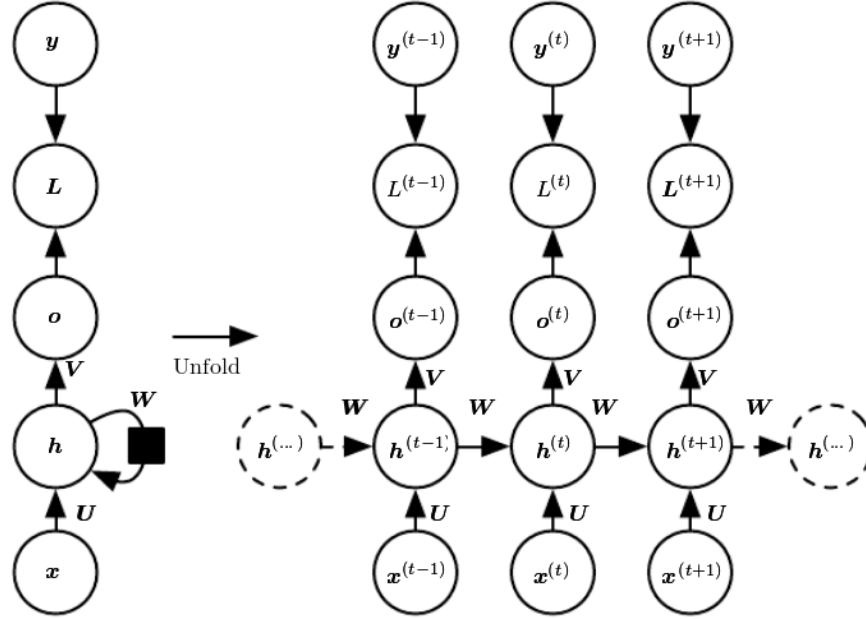 y y^(t−1) y^(t) y^(t+1)
L L^(t−1) L^(t) L^(t+1)
o o^(t−1) o^(t) o^(t+1)
Unfold
V V V V
W W W W W
h h^(...) h^(t−1) h^(t) h^(t+1) h^(...)
U U U U
x x^(t−1) x^(t) x^(t+1)